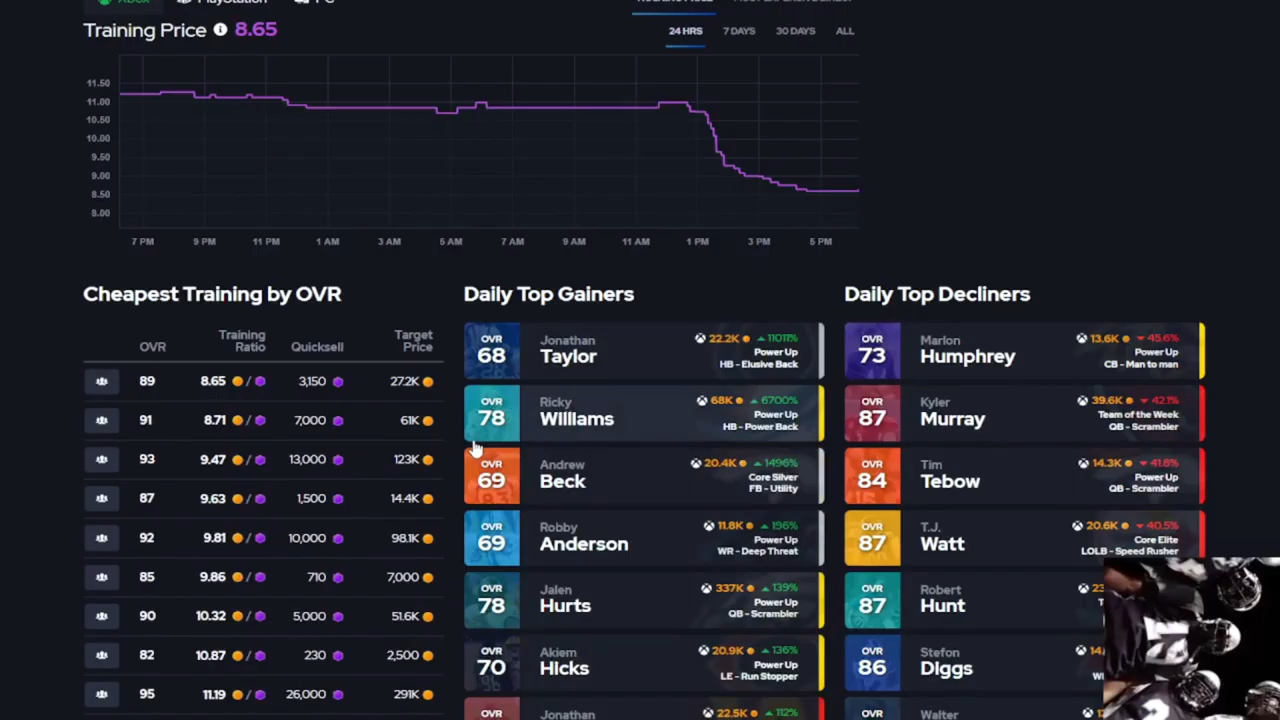 Xbox PlayStation PC
TRAINING PRICE
Training Price 8.65
24 HRS 7 DAYS 30 DAYS ALL
11.50
11.00
10.50
10.00
9.50
9.00
8.50
8.00
7 PM 9 PM 11 PM 1 AM 3 AM 5 AM 7 AM 9 AM 11 AM 1 PM 3 PM 5 PM
Cheapest Training by OVR
OVR Training Ratio Quicksell Target Price
89 8.65 / 3,150 27.2K
91 8.71 / 7,000 61K
93 9.47 / 13,000 123K
87 9.63 / 1,500 14.4K
92 9.81 / 10,000 98.1K
85 9.86 / 710 7,000
90 10.32 / 5,000 51.6K
82 10.87 / 230 2,500
95 11.19 / 26,000 291K
Daily Top Gainers
OVR 68 Jonathan Taylor 22.2K 11011% Power Up HB - Elusive Back
OVR 78 Ricky Williams 68K 6700% Power Up HB - Power Back
OVR 69 Andrew Beck 20.4K 1496% Core Silver FB - Utility
OVR 69 Robby Anderson 11.8K 196% Power Up WR - Deep Threat
OVR 78 Jalen Hurts 337K 139% Power Up QB - Scrambler
OVR 70 Akiem Hicks 20.9K 136% Power Up LE - Run Stopper
OVR Jonathan 22.5K 112%
Daily Top Decliners
OVR 73 Marlon Humphrey 13.6K 45.6% Power Up CB - Man to man
OVR 87 Kyler Murray 39.6K 42.1% Team of the Week QB - Scrambler
OVR 84 Tim Tebow 14.3K 41.6% Power Up QB - Scrambler
OVR 87 T.J. Watt 20.6K 40.5% Core Elite LOLB - Speed Rusher
OVR 87 Robert Hunt
OVR 86 Stefon Diggs
OVR Walter